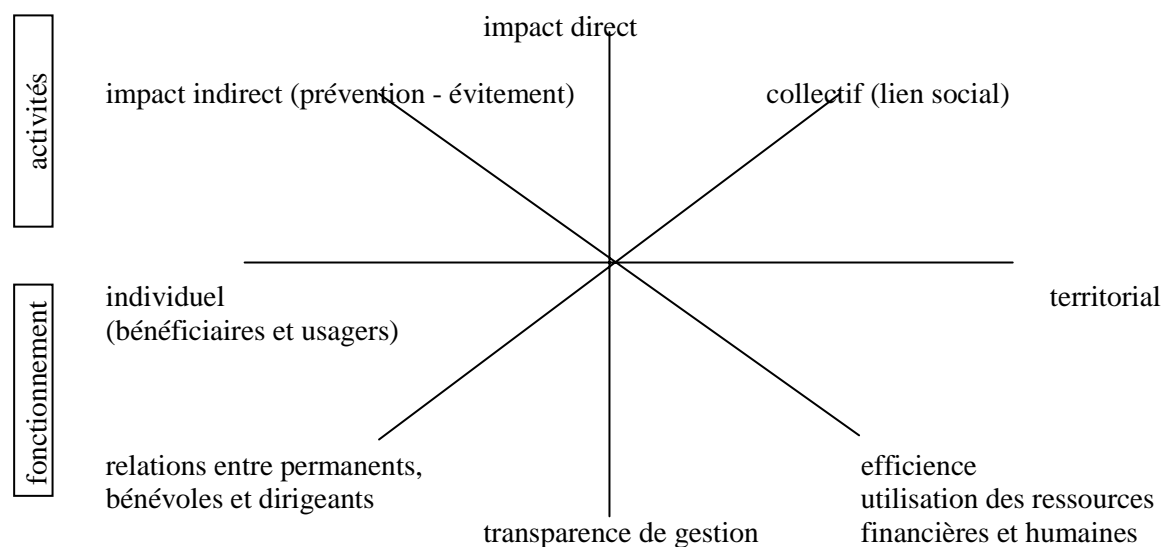 impact direct
activités
impact indirect (prévention - évitement)
collectif (lien social)
individuel
(bénéficiaires et usagers)
territorial
fonctionnement
relations entre permanents,
bénévoles et dirigeants
efficience
utilisation des ressources
financières et humaines
transparence de gestion